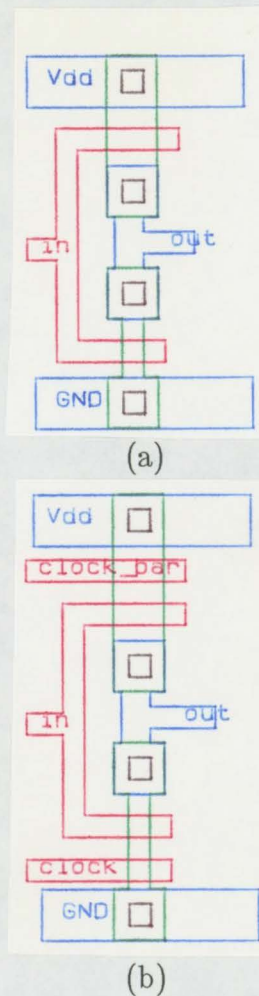 Vdd
in
out
GND
(a)
Vdd
clock_bar
in
out
clock
GND
(b)